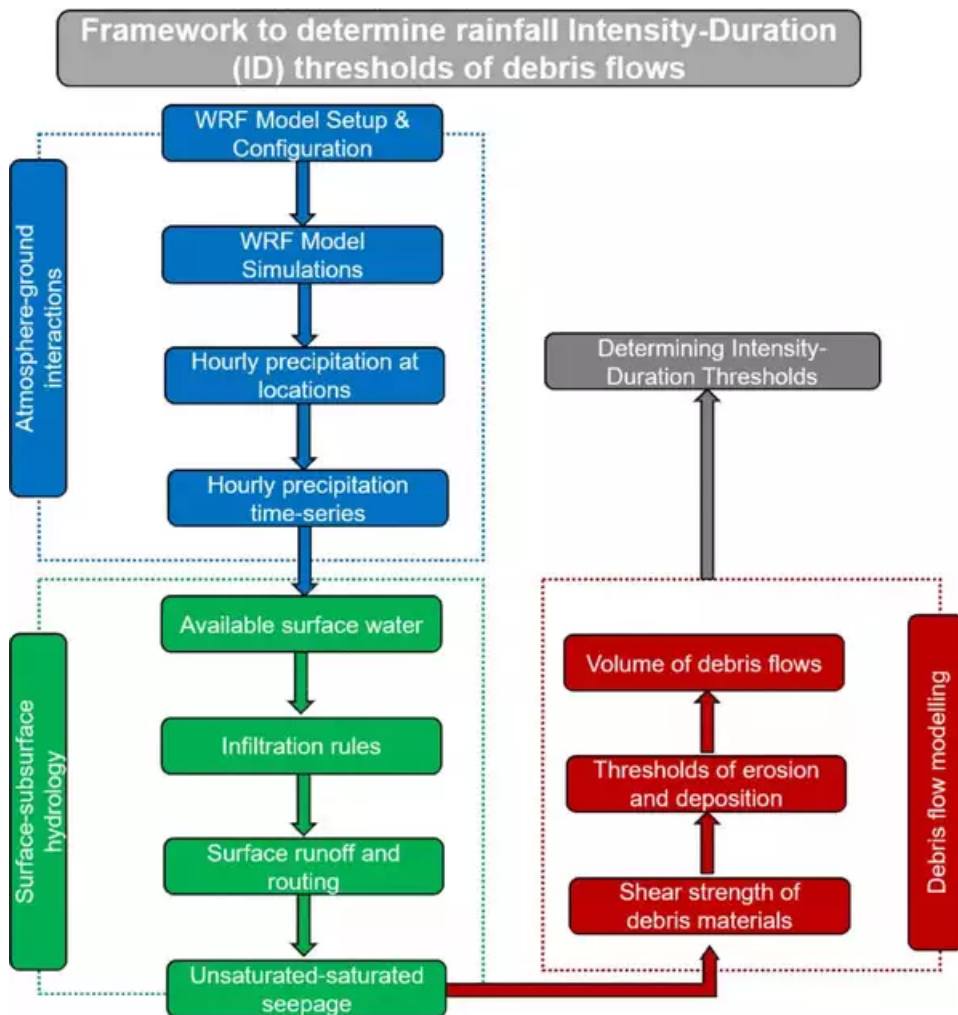 Framework to determine rainfall Intensity-Duration
(ID) thresholds of debris flows
WRF Model Setup &
Configuration
Atmosphere-ground
interactions
WRF Model
Simulations
Hourly precipitation at
locations
Hourly precipitation
time-series
Surface-subsurface
hydrology
Available surface water
Infiltration rules
Surface runoff and
routing
Unsaturated-saturated
seepage
Debris flow modelling
Shear strength of
debris materials
Thresholds of erosion
and deposition
Volume of debris flows
Determining Intensity-
Duration Thresholds